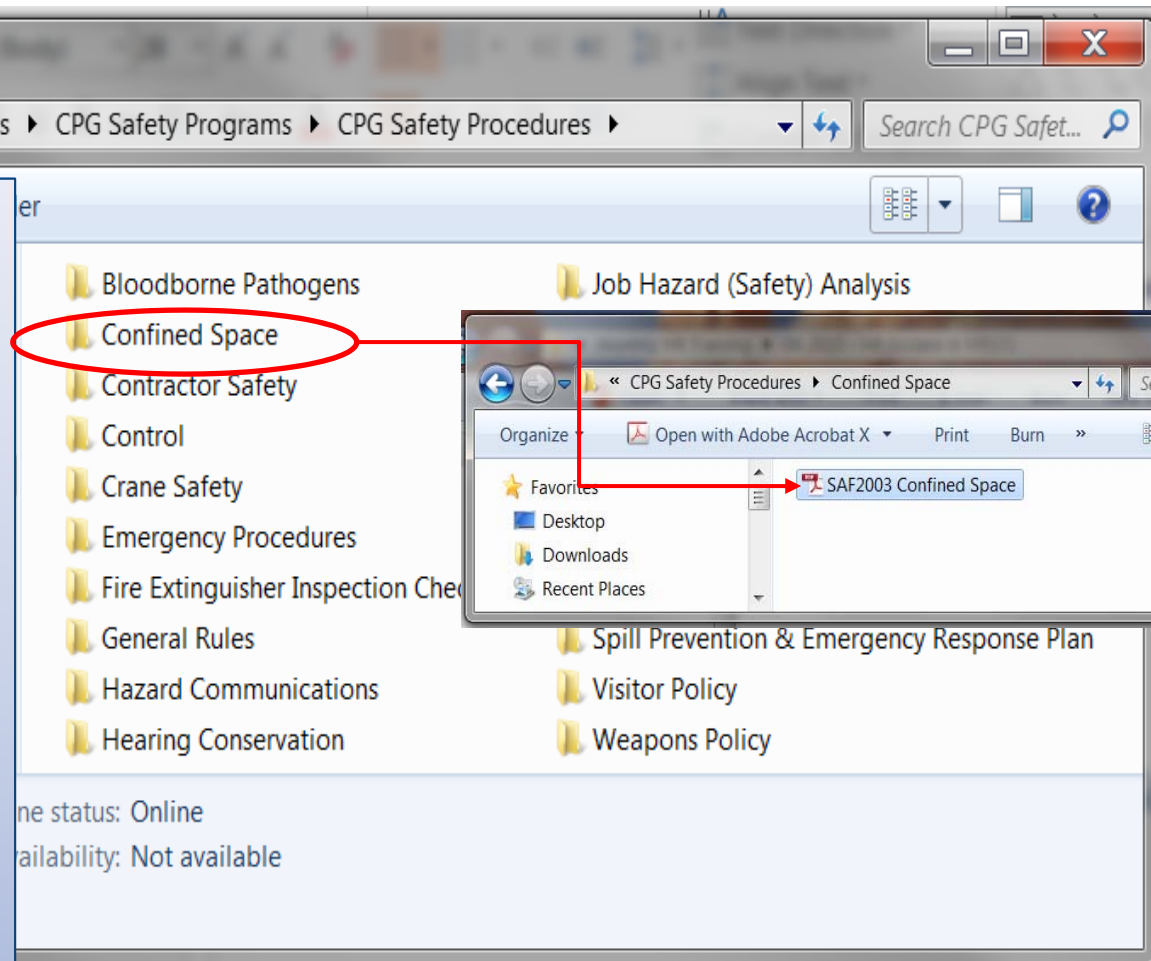 s ▸ CPG Safety Programs ▸ CPG Safety Procedures ▸
Search CPG Safet...
er
Bloodborne Pathogens
Confined Space
Contractor Safety
Control
Crane Safety
Emergency Procedures
Fire Extinguisher Inspection Chec
General Rules
Hazard Communications
Hearing Conservation
Job Hazard (Safety) Analysis
« CPG Safety Procedures ▸ Confined Space
Organize
Open with Adobe Acrobat X
Print
Burn
»
Favorites
Desktop
Downloads
Recent Places
SAF2003 Confined Space
Spill Prevention & Emergency Response Plan
Visitor Policy
Weapons Policy
ne status: Online
vailability: Not available